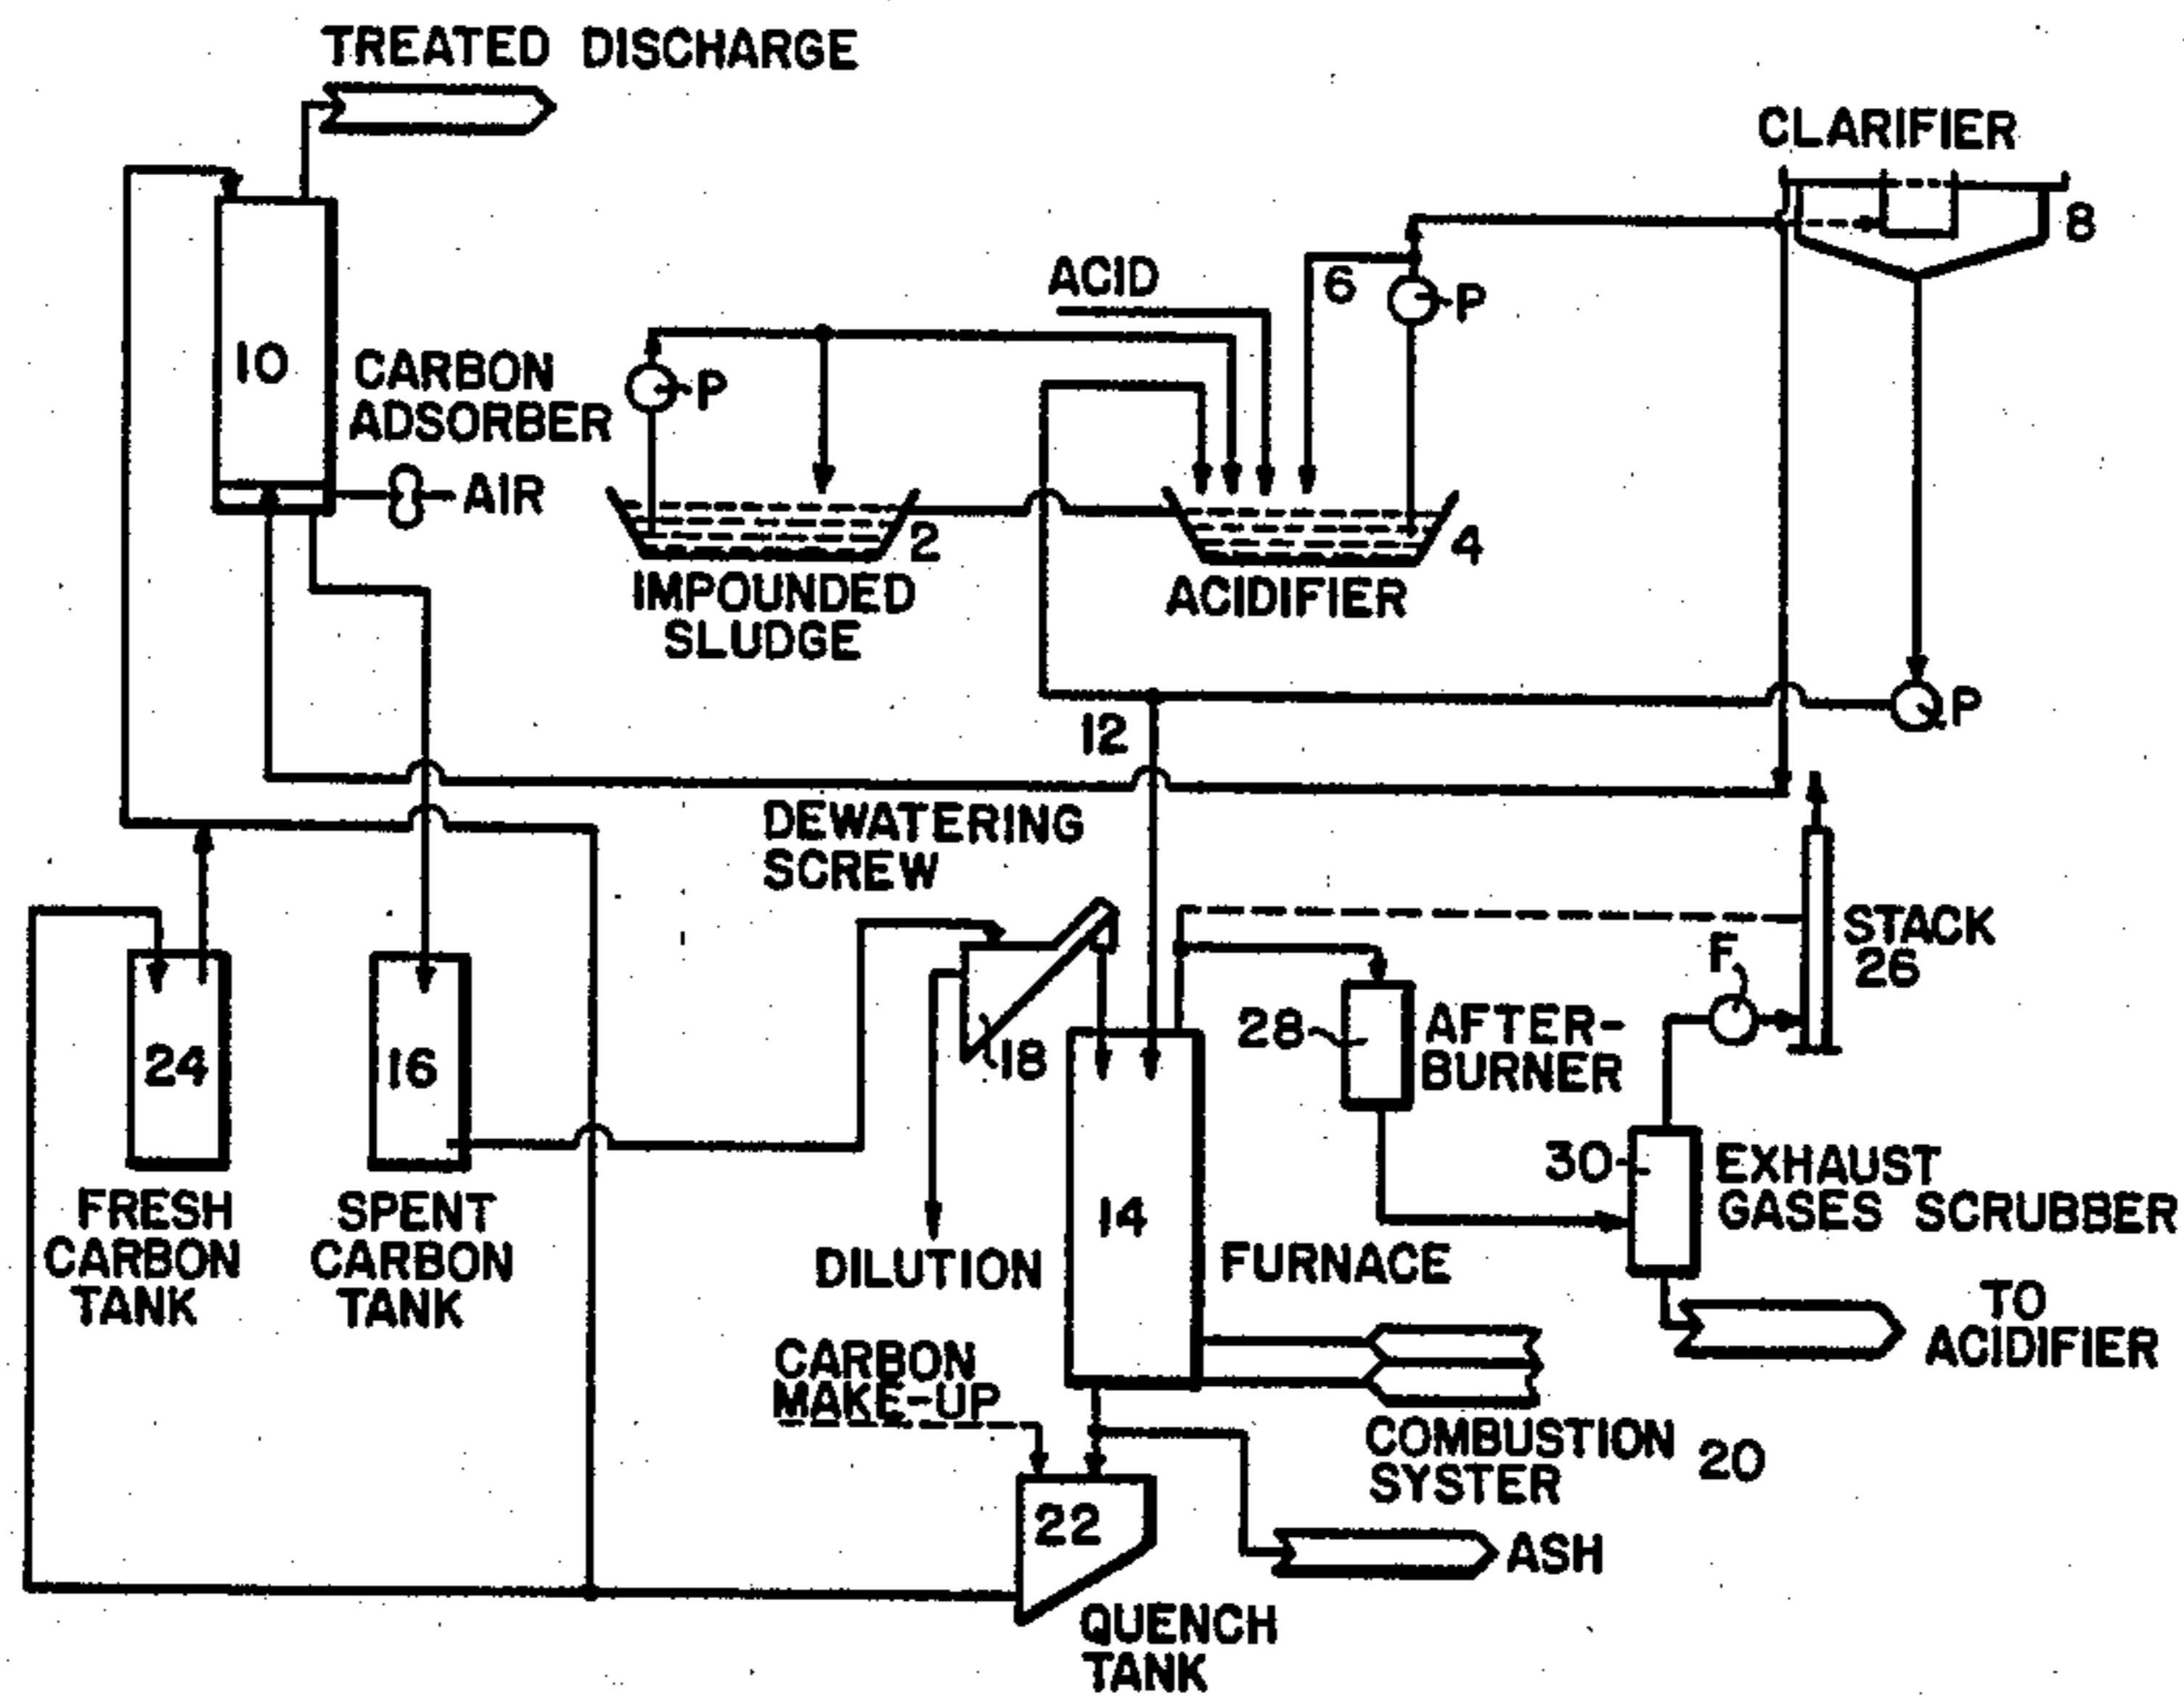 TREATED DISCHARGE
CLARIFIER
8
ACID
6
P
10
CARBON
ADSORBER
P
AIR
2
4
IMPOUNDED
SLUDGE
ACIDIFIER
12
P
DEWATERING
SCREW
STACK
26
F
24
16
18
28
AFTER-
BURNER
30
EXHAUST
GASES SCRUBBER
14
FRESH
CARBON
TANK
SPENT
CARBON
TANK
DILUTION
FURNACE
TO
ACIDIFIER
CARBON
MAKE-UP
COMBUSTION
SYSTER
20
22
ASH
QUENCH
TANK